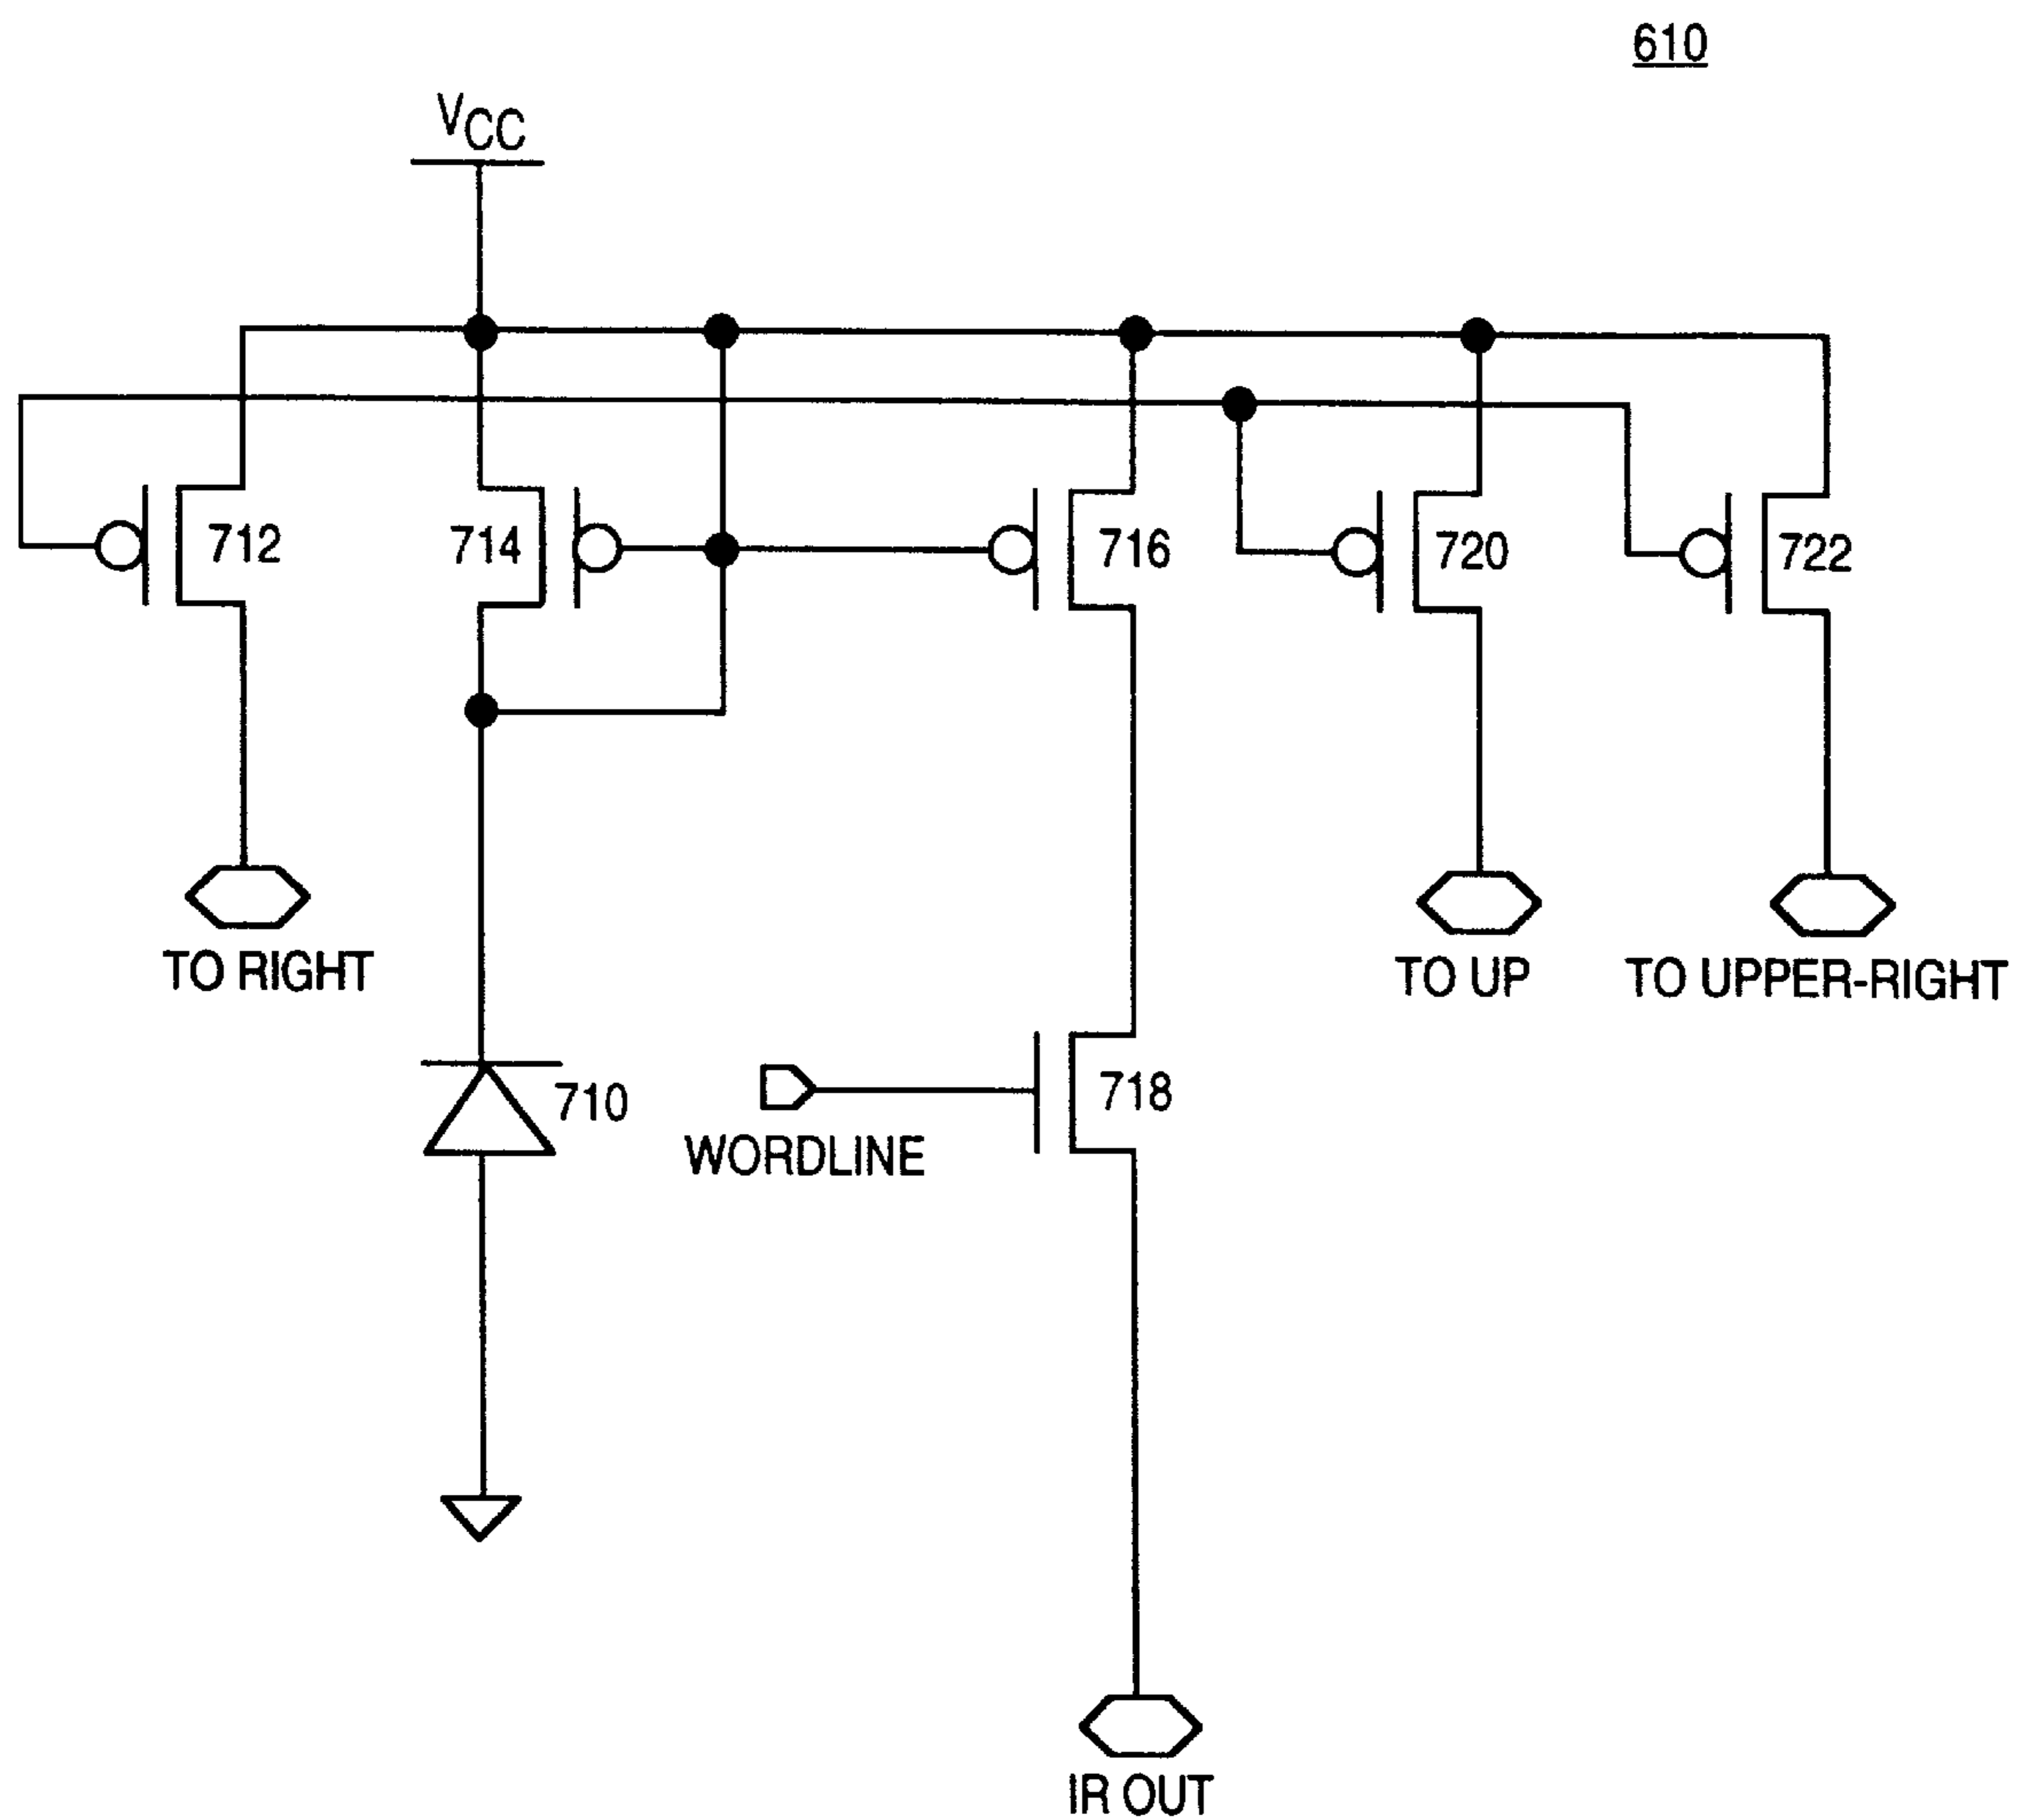 610
VCC
712
714
716
720
722
TO RIGHT
TO UP
TO UPPER-RIGHT
710
WORDLINE
718
IR OUT